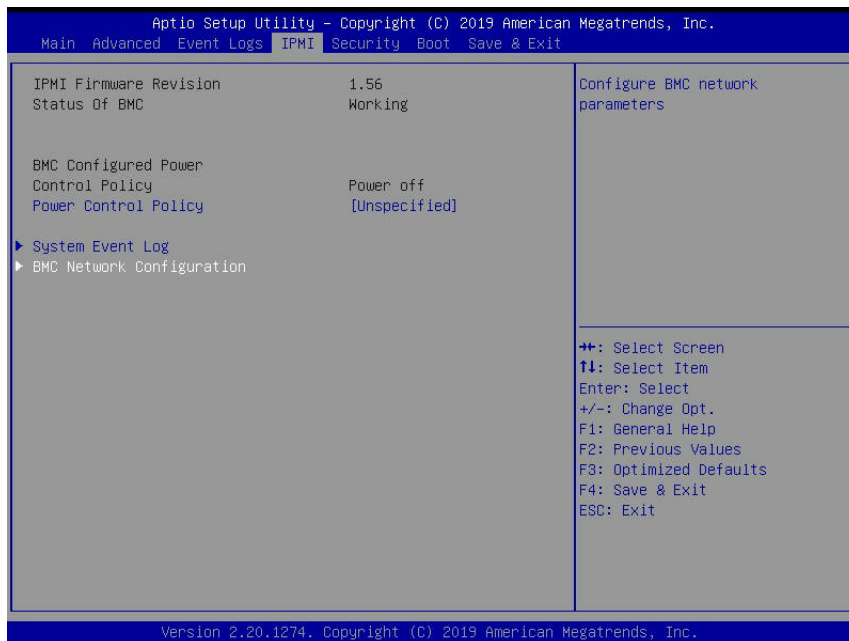 Aptio Setup Utility – Copyright (C) 2019 American Megatrends, Inc.
Main Advanced Event Logs IPMI Security Boot Save & Exit
IPMI Firmware Revision 1.56
Status Of BMC Working
BMC Configured Power
Control Policy Power off
Power Control Policy [Unspecified]
System Event Log
BMC Network Configuration
Configure BMC network
parameters
→←: Select Screen
↑↓: Select Item
Enter: Select
+/-: Change Opt.
F1: General Help
F2: Previous Values
F3: Optimized Defaults
F4: Save & Exit
ESC: Exit
Version 2.20.1274. Copyright (C) 2019 American Megatrends, Inc.